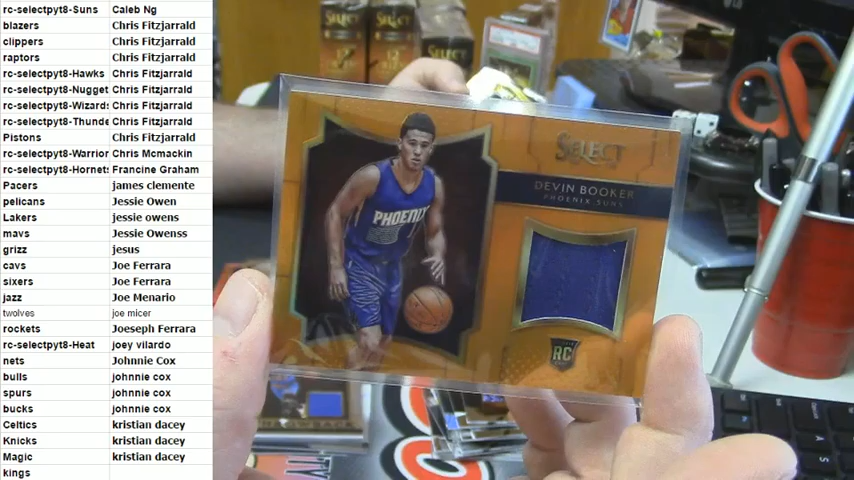 rc-selectpyt8-Suns Caleb Ng
blazers Chris Fitzjarrald
clippers Chris Fitzjarrald
raptors Chris Fitzjarrald
rc-selectpyt8-Hawks Chris Fitzjarrald
rc-selectpyt8-Nugget Chris Fitzjarrald
rc-selectpyt8-Wizards Chris Fitzjarrald
rc-selectpyt8-Thunde Chris Fitzjarrald
Pistons Chris Fitzjarrald
rc-selectpyt8-Warrior Chris Mcmackin
rc-selectpyt8-Hornets Francine Graham
Pacers james clemente
pelicans Jessie Owen
Lakers jessie owens
mavs Jessie Owenss
grizz jesus
cavs Joe Ferrara
sixers Joe Ferrara
jazz Joe Menario
twolves joe micer
rockets Joeseph Ferrara
rc-selectpyt8-Heat joey vilardo
nets Johnnie Cox
bulls johnnie cox
spurs johnnie cox
bucks johnnie cox
Celtics kristian dacey
Knicks kristian dacey
Magic kristian dacey
kings
SELECT
SELECT
DEVIN BOOKER
PHOENIX SUNS
PHOENIX
RC